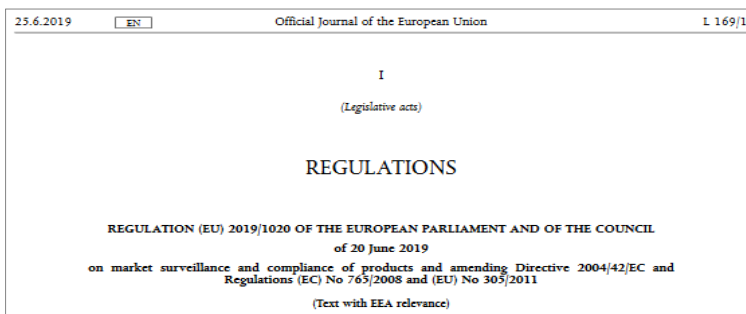 25.6.2019 EN Official Journal of the European Union L 169/1
I
(Legislative acts)
REGULATIONS
REGULATION (EU) 2019/1020 OF THE EUROPEAN PARLIAMENT AND OF THE COUNCIL
of 20 June 2019
on market surveillance and compliance of products and amending Directive 2004/42/EC and
Regulations (EC) No 765/2008 and (EU) No 305/2011
(Text with EEA relevance)